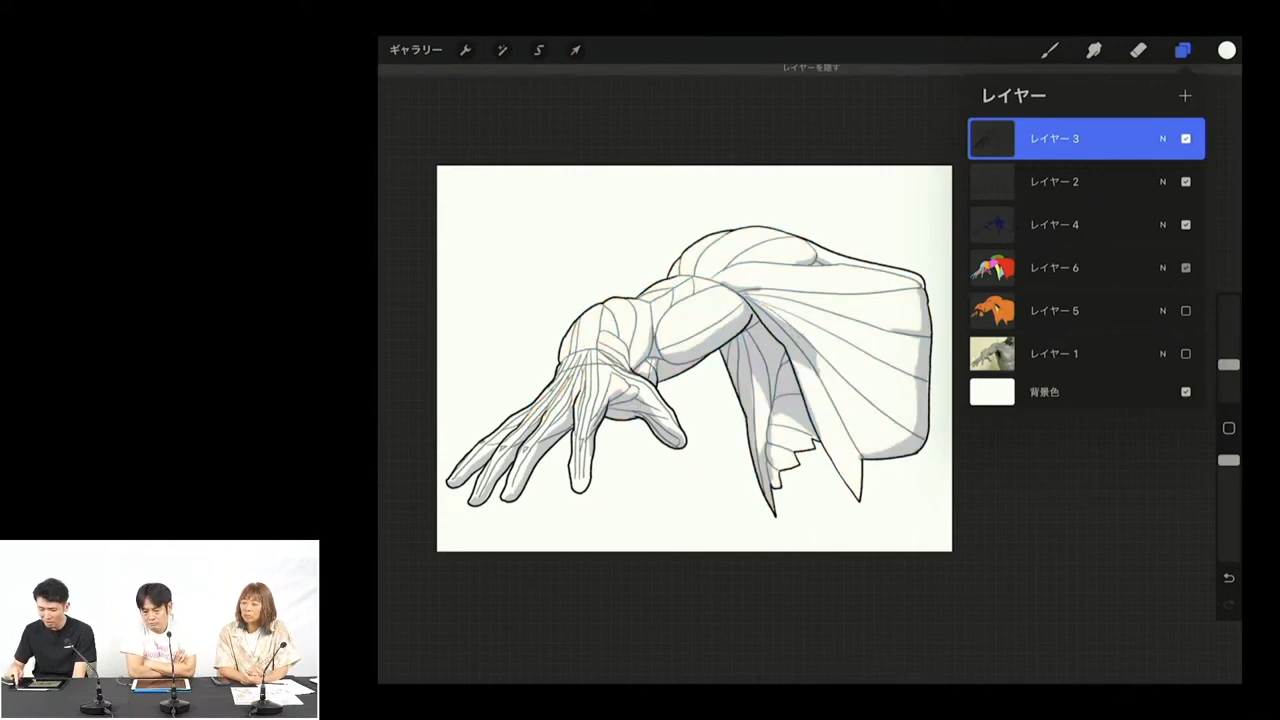 ギャラリー
レイヤーを隠す
レイヤー
レイヤー 3 N
レイヤー 2 N
レイヤー 4 N
レイヤー 6 N
レイヤー 5 N
レイヤー 1 N
背景色